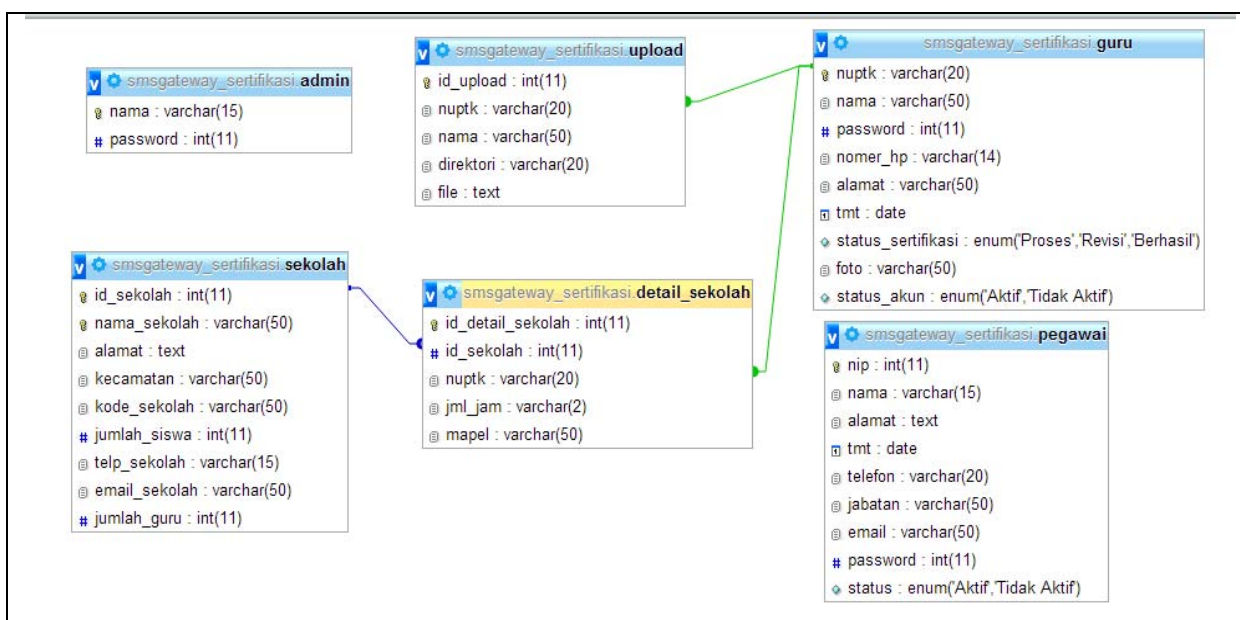 smsgateway_sertifikasi.admin
nama : varchar(15)
password : int(11)
smsgateway_sertifikasi.upload
id_upload : int(11)
nuptk : varchar(20)
nama : varchar(50)
direktori : varchar(20)
file : text
smsgateway_sertifikasi.guru
nuptk : varchar(20)
nama : varchar(50)
password : int(11)
nomer_hp : varchar(14)
alamat : varchar(50)
tmt : date
status_sertifikasi : enum('Proses','Revisi','Berhasil')
foto : varchar(50)
status_akun : enum('Aktif','Tidak Aktif')
smsgateway_sertifikasi.sekolah
id_sekolah : int(11)
nama_sekolah : varchar(50)
alamat : text
kecamatan : varchar(50)
kode_sekolah : varchar(50)
# jumlah_siswa : int(11)
telp_sekolah : varchar(15)
email_sekolah : varchar(50)
# jumlah_guru : int(11)
smsgateway_sertifikasi.detail_sekolah
id_detail_sekolah : int(11)
# id_sekolah : int(11)
nuptk : varchar(20)
jml_jam : varchar(2)
mapel : varchar(50)
smsgateway_sertifikasi.pegawai
nip : int(11)
nama : varchar(15)
alamat : text
tmt : date
telefon : varchar(20)
jabatan : varchar(50)
email : varchar(50)
# password : int(11)
status : enum('Aktif','Tidak Aktif')